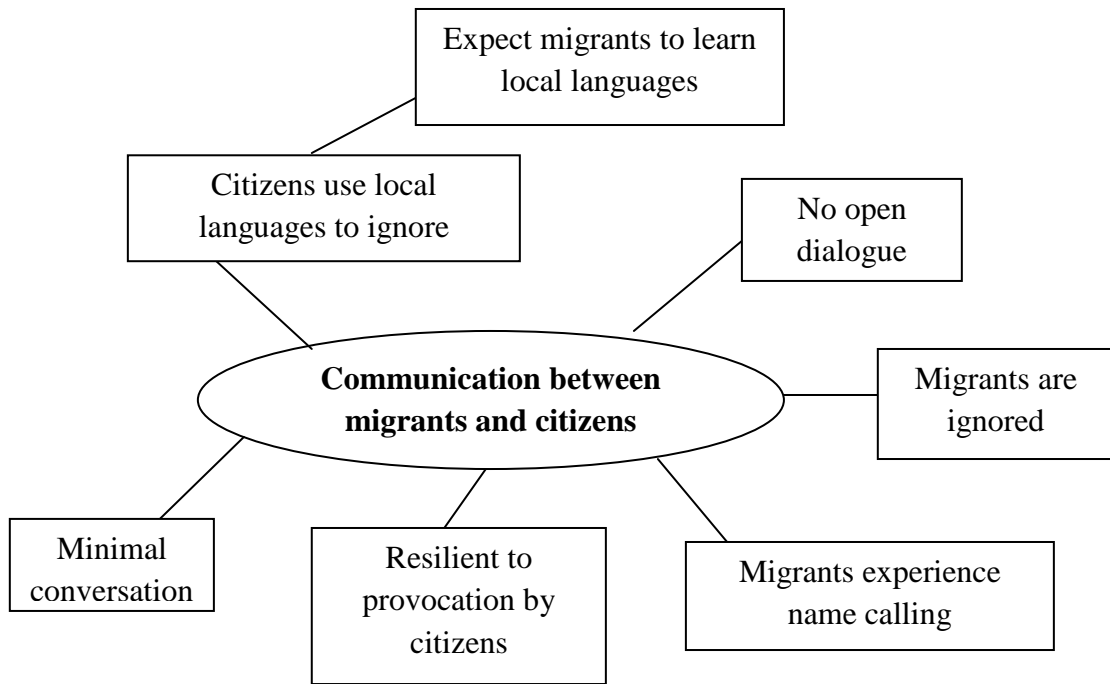 Expect migrants to learn
local languages
Citizens use local
languages to ignore
No open
dialogue
Communication between
migrants and citizens
Migrants are
ignored
Minimal
conversation
Resilient to
provocation by
citizens
Migrants experience
name calling